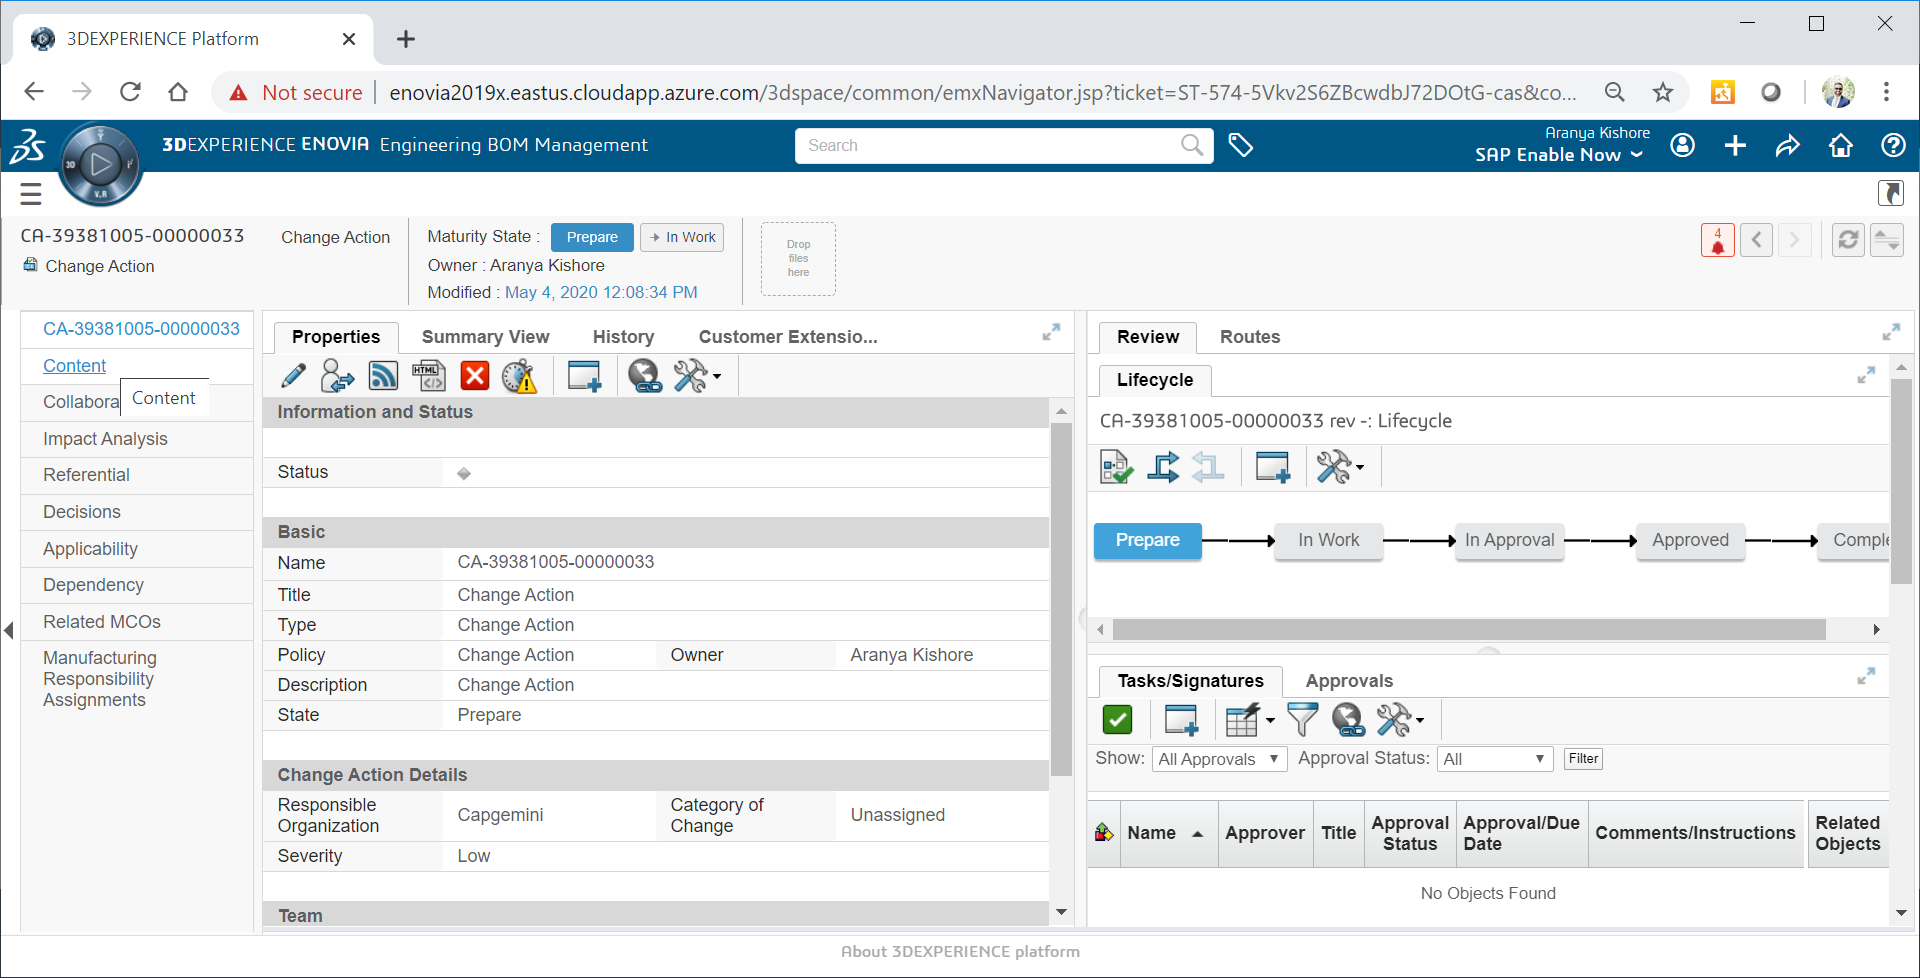 3DEXPERIENCE Platform
Not secure
enovia2019x.eastus.cloudapp.azure.com/3dspace/common/emxNavigator.jsp?ticket=ST-574-5Vkv2S6ZBcwdbJ72DOtG-cas&co...
3D
i²
V.R
3DEXPERIENCE ENOVIA Engineering BOM Management
Search
Aranya Kishore
SAP Enable Now
CA-39381005-00000033
Change Action
Change Action
Maturity State :
Prepare
In Work
Owner : Aranya Kishore
Modified : May 4, 2020 12:08:34 PM
Drop
files
here
4
CA-39381005-00000033
Content
Collabora
Content
Impact Analysis
Referential
Decisions
Applicability
Dependency
Related MCOs
Manufacturing
Responsibility
Assignments
Properties
Summary View
History
Customer Extensio...
HTML
Information and Status
Status
Basic
Name CA-39381005-00000033
Title Change Action
Type Change Action
Policy Change Action Owner Aranya Kishore
Description Change Action
State Prepare
Change Action Details
Responsible
Organization
Capgemini
Category of
Change
Unassigned
Severity Low
Team
Review
Routes
Lifecycle
CA-39381005-00000033 rev -: Lifecycle
Prepare In Work In Approval Approved Comple
Tasks/Signatures
Approvals
Show: All Approvals Approval Status: All Filter
Name
Approver
Title
Approval
Status
Approval/Due
Date
Comments/Instructions
Related
Objects
No Objects Found
About 3DEXPERIENCE platform